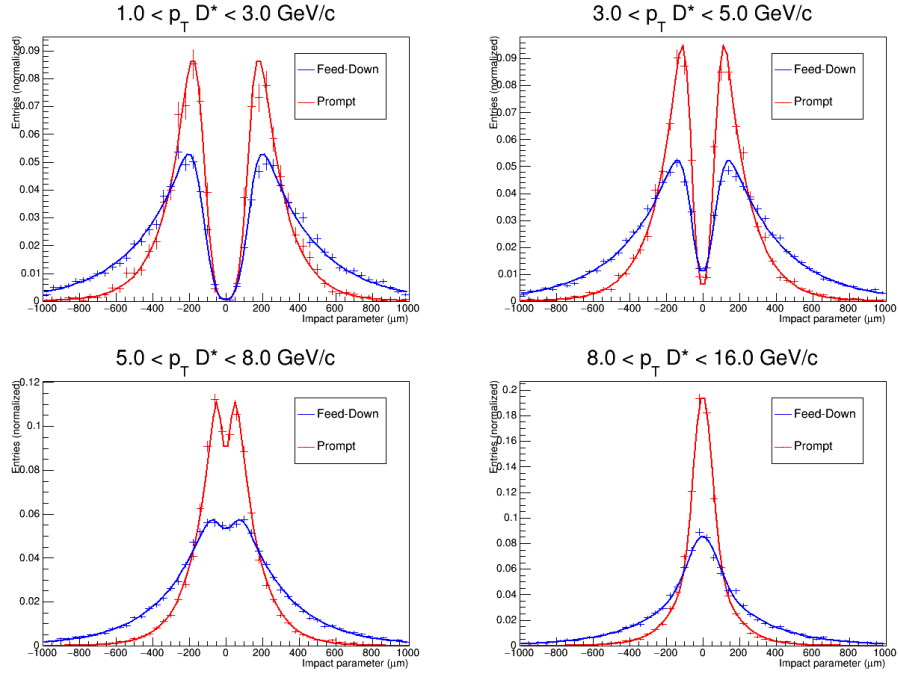 1.0 < p_T D* < 3.0 GeV/c
Entries (normalized)
0.09
0.08
0.07
0.06
0.05
0.04
0.03
0.02
0.01
0
Feed-Down
Prompt
−1000 −800 −600 −400 −200 0 200 400 600 800 1000
Impact parameter (μm)
3.0 < p_T D* < 5.0 GeV/c
Entries (normalized)
0.09
0.08
0.07
0.06
0.05
0.04
0.03
0.02
0.01
0
Feed-Down
Prompt
−1000 −800 −600 −400 −200 0 200 400 600 800 1000
Impact parameter (μm)
5.0 < p_T D* < 8.0 GeV/c
Entries (normalized)
0.12
0.1
0.08
0.06
0.04
0.02
0
Feed-Down
Prompt
−1000 −800 −600 −400 −200 0 200 400 600 800 1000
Impact parameter (μm)
8.0 < p_T D* < 16.0 GeV/c
Entries (normalized)
0.2
0.18
0.16
0.14
0.12
0.1
0.08
0.06
0.04
0.02
0
Feed-Down
Prompt
−1000 −800 −600 −400 −200 0 200 400 600 800 1000
Impact parameter (μm)